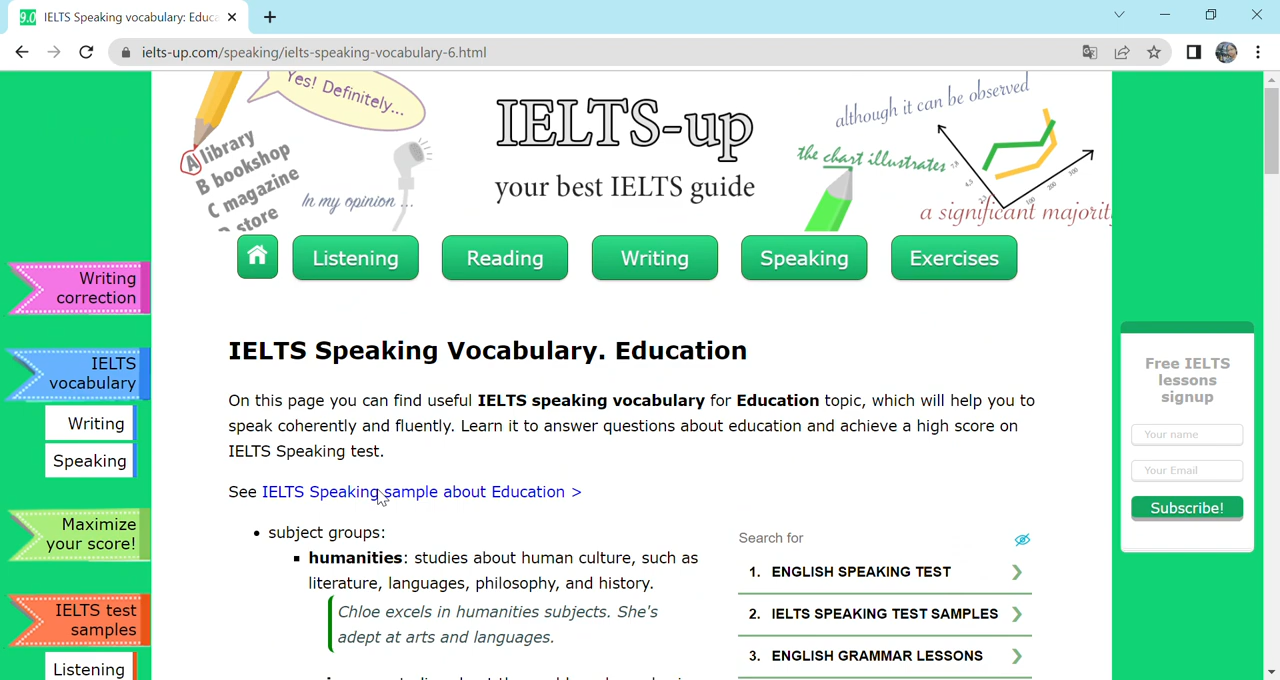 9.0 IELTS Speaking vocabulary: Educa
ielts-up.com/speaking/ielts-speaking-vocabulary-6.html
Yes! Definitely...
A library
B bookshop
C magazine
D store
In my opinion ...
IELTS-up
your best IELTS guide
although it can be observed
the chart illustrates
a significant majority
Listening
Reading
Writing
Speaking
Exercises
Writing
correction
IELTS
vocabulary
Writing
Speaking
Maximize
your score!
IELTS test
samples
Listening
IELTS Speaking Vocabulary. Education
On this page you can find useful IELTS speaking vocabulary for Education topic, which will help you to
speak coherently and fluently. Learn it to answer questions about education and achieve a high score on
IELTS Speaking test.
See IELTS Speaking sample about Education >
• subject groups:
▪ humanities: studies about human culture, such as
literature, languages, philosophy, and history.
Chloe excels in humanities subjects. She's
adept at arts and languages.
Search for
1. ENGLISH SPEAKING TEST
2. IELTS SPEAKING TEST SAMPLES
3. ENGLISH GRAMMAR LESSONS
Free IELTS
lessons
signup
Your name
Your Email
Subscribe!